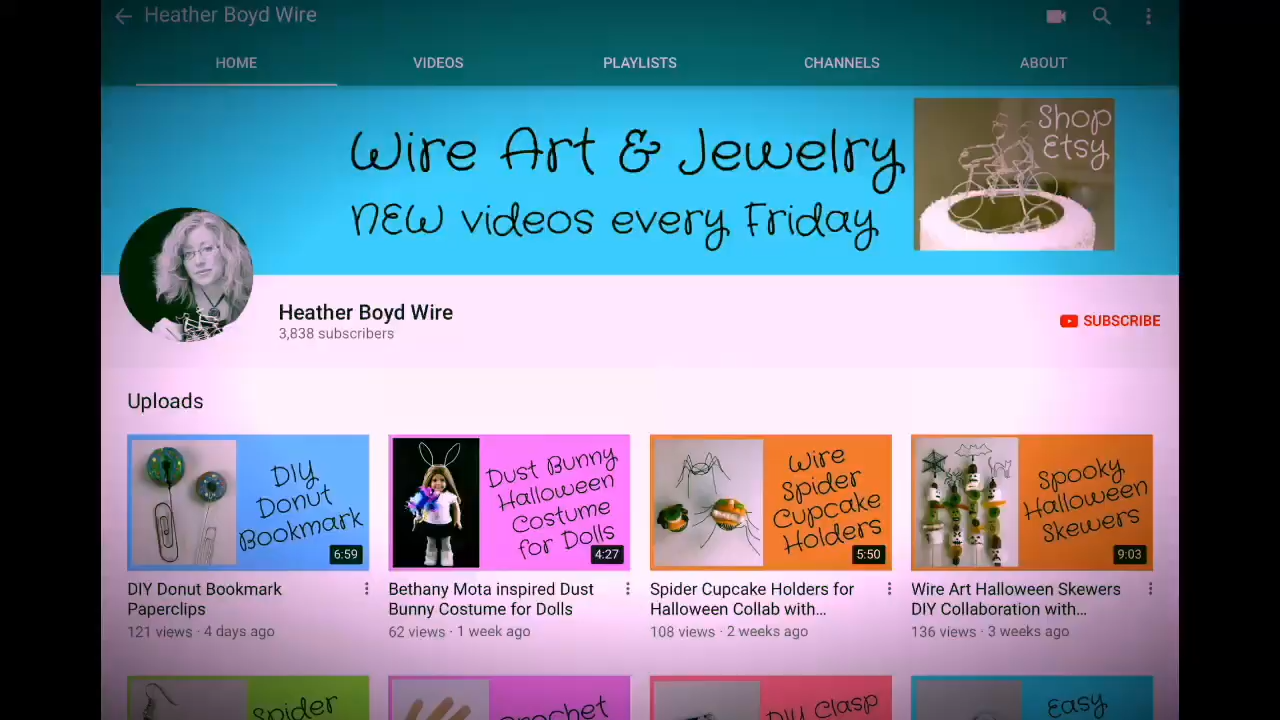 Heather Boyd Wire
HOME
VIDEOS
PLAYLISTS
CHANNELS
ABOUT
Wire Art & Jewelry
NEW videos every Friday
Shop
Etsy
Heather Boyd Wire
3,838 subscribers
SUBSCRIBE
Uploads
DIY
Donut
Bookmark
6:59
Dust Bunny
Halloween
Costume
for Dolls
4:27
Wire
Spider
Cupcake
Holders
5:50
Spooky
Halloween
Skewers
9:03
DIY Donut Bookmark
Paperclips
121 views · 4 days ago
Bethany Mota inspired Dust
Bunny Costume for Dolls
62 views · 1 week ago
Spider Cupcake Holders for
Halloween Collab with…
108 views · 2 weeks ago
Wire Art Halloween Skewers
DIY Collaboration with…
136 views · 3 weeks ago
Spider
Crochet
DIY Clasp
Easy